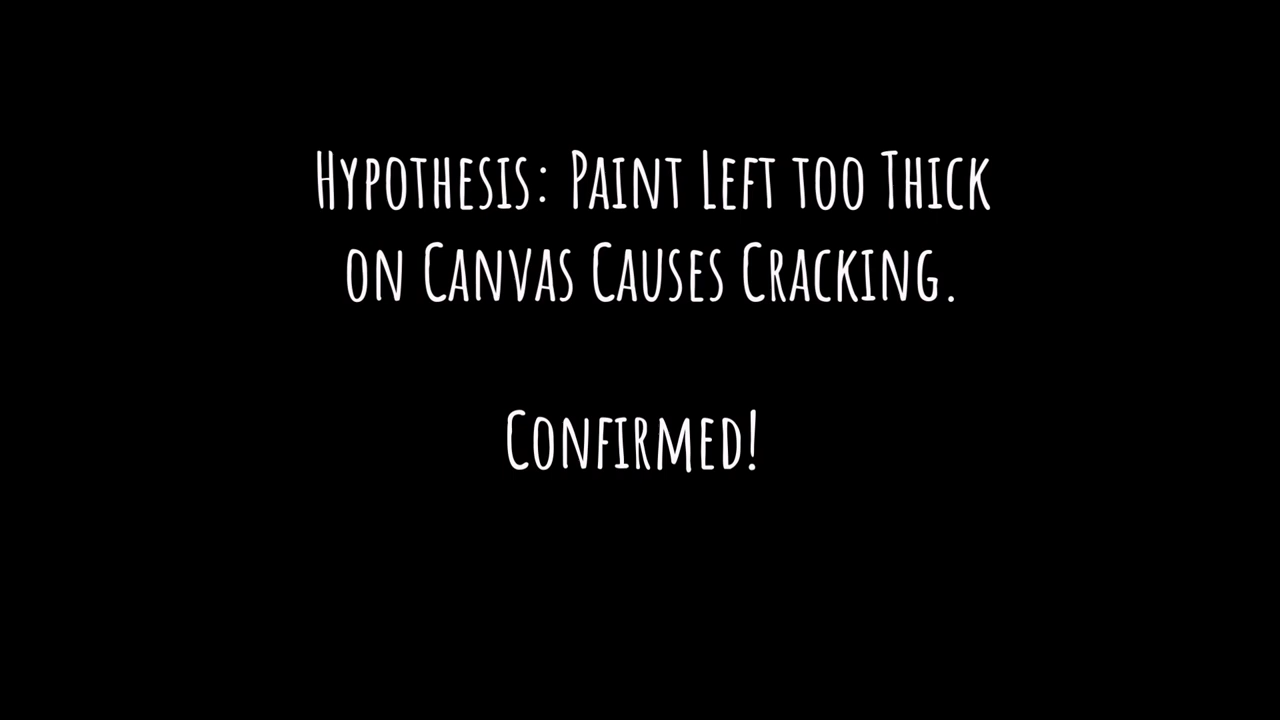 Hypothesis: Paint Left too Thick
on Canvas Causes Cracking.
Confirmed!